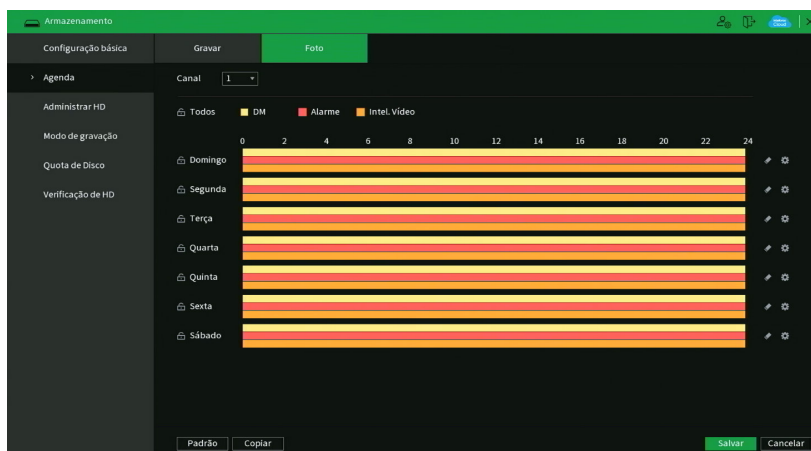 Armazenamento
Configuração básica
Gravar
Foto
Agenda
Canal
1
Administrar HD
Todos
DM
Alarme
Intel. Vídeo
Modo de gravação
0 2 4 6 8 10 12 14 16 18 20 22 24
Quota de Disco
Domingo
Verificação de HD
Segunda
Terça
Quarta
Quinta
Sexta
Sábado
Padrão
Copiar
Salvar
Cancelar